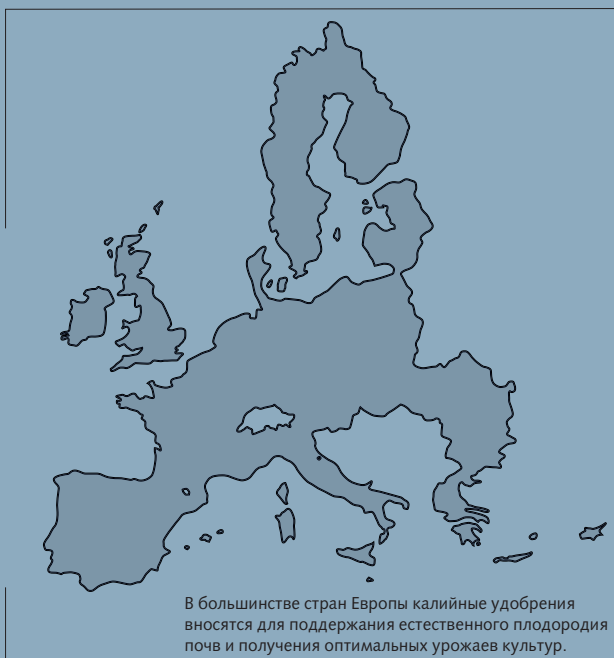 В большинстве стран Европы калийные удобрения
вносятся для поддержания естественного плодородия
почв и получения оптимальных урожаев культур.